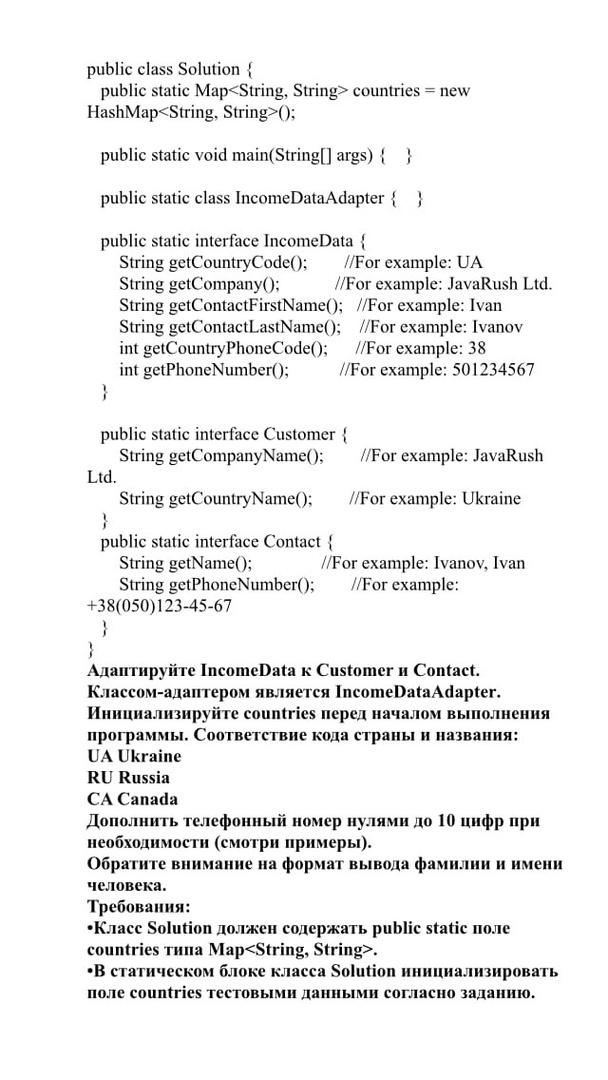 public class Solution {
public static Map<String, String> countries = new
HashMap<String, String>();
public static void main(String[] args) { }
public static class IncomeDataAdapter { }
public static interface IncomeData {
String getCountryCode(); //For example: UA
String getCompany(); //For example: JavaRush Ltd.
String getContactFirstName(); //For example: Ivan
String getContactLastName(); //For example: Ivanov
int getCountryPhoneCode(); //For example: 38
int getPhoneNumber(); //For example: 501234567
}
public static interface Customer {
String getCompanyName(); //For example: JavaRush
Ltd.
String getCountryName(); //For example: Ukraine
}
public static interface Contact {
String getName(); //For example: Ivanov, Ivan
String getPhoneNumber(); //For example:
+38(050)123-45-67
}
}
Адаптируйте IncomeData к Customer и Contact.
Классом-адаптером является IncomeDataAdapter.
Инициализируйте countries перед началом выполнения
программы. Соответствие кода страны и названия:
UA Ukraine
RU Russia
CA Canada
Дополнить телефонный номер нулями до 10 цифр при
необходимости (смотри примеры).
Обратите внимание на формат вывода фамилии и имени
человека.
Требования:
•Класс Solution должен содержать public static поле
countries типа Map<String, String>.
•В статическом блоке класса Solution инициализировать
поле countries тестовыми данными согласно заданию.